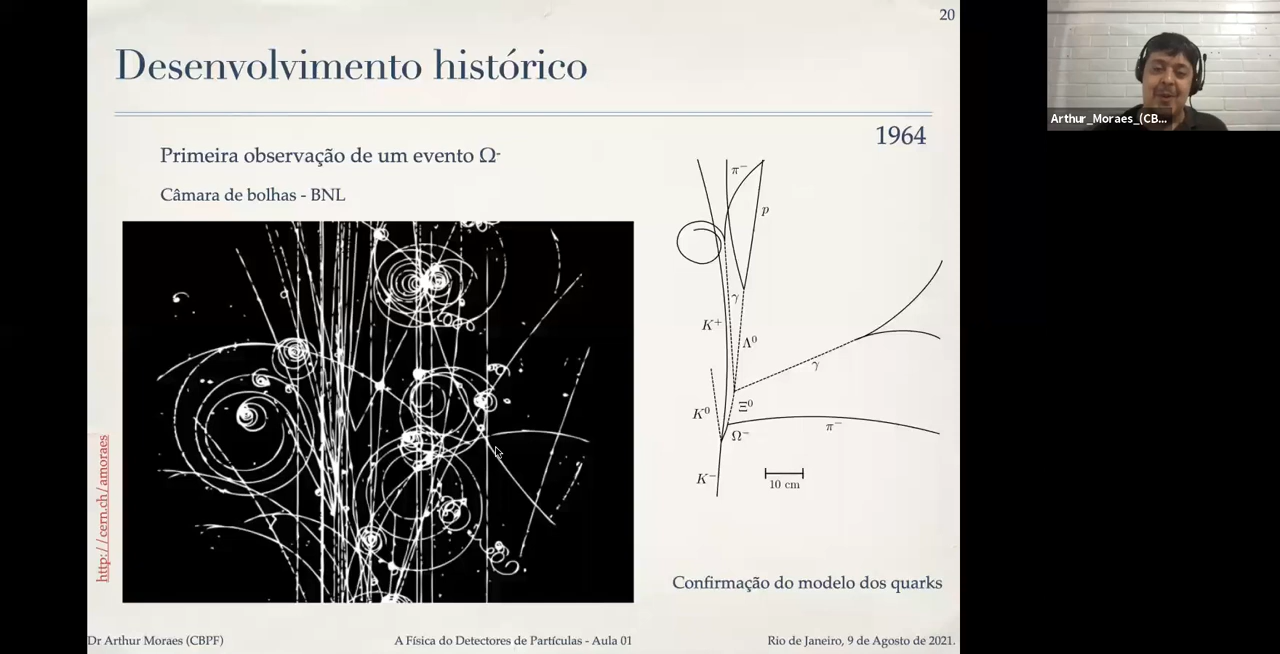 20
Desenvolvimento histórico
1964
Primeira observação de um evento Ω-
Câmara de bolhas - BNL
π−
p
γ
K+
Λ0
γ
K0
Ξ0
Ω−
π−
K−
10 cm
http://cern.ch/amoraes
Confirmação do modelo dos quarks
Dr Arthur Moraes (CBPF)
A Física do Detectores de Partículas - Aula 01
Rio de Janeiro, 9 de Agosto de 2021.
Arthur_Moraes_(CB...